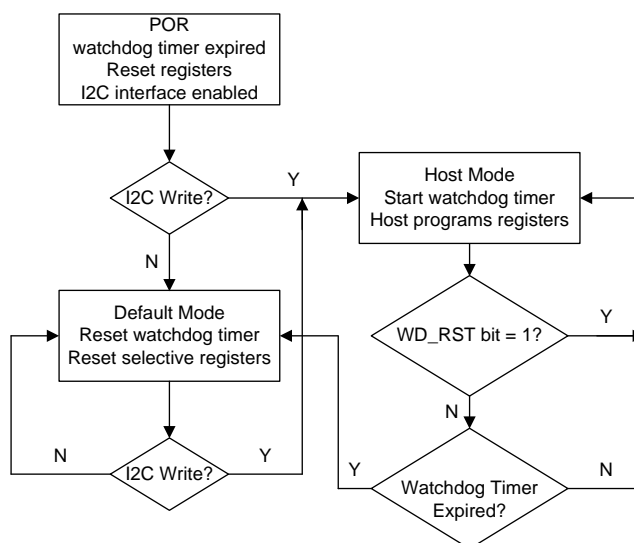 POR
watchdog timer expired
Reset registers
I2C interface enabled
I2C Write?
Y
N
Host Mode
Start watchdog timer
Host programs registers
Default Mode
Reset watchdog timer
Reset selective registers
WD_RST bit = 1?
Y
N
I2C Write?
N
Y
Watchdog Timer
Expired?
Y
N